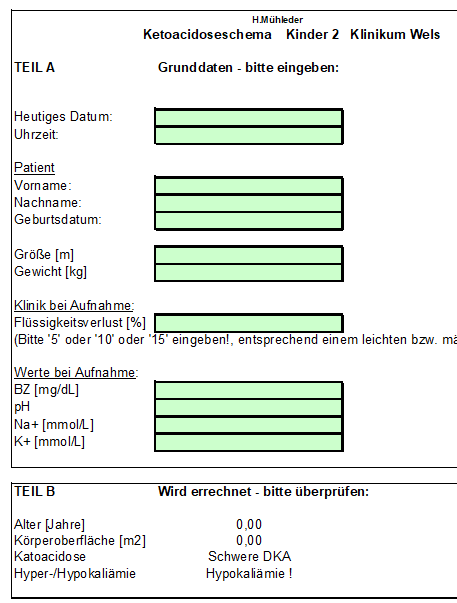 H.Mühleder
Ketoacidoseschema Kinder 2 Klinikum Wels
TEIL A Grunddaten - bitte eingeben:
Heutiges Datum:
Uhrzeit:
Patient
Vorname:
Nachname:
Geburtsdatum:
Größe [m]
Gewicht [kg]
Klinik bei Aufnahme:
Flüssigkeitsverlust [%]
(Bitte '5' oder '10' oder '15' eingeben!, entsprechend einem leichten bzw. mä
Werte bei Aufnahme:
BZ [mg/dL]
pH
Na+ [mmol/L]
K+ [mmol/L]
TEIL B Wird errechnet - bitte überprüfen:
Alter [Jahre] 0,00
Körperoberfläche [m2] 0,00
Katoacidose Schwere DKA
Hyper-/Hypokaliämie Hypokaliämie !